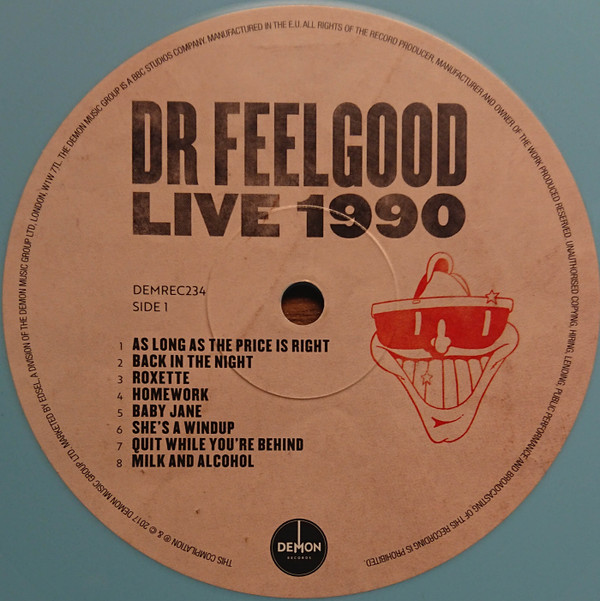 DR FEELGOOD
LIVE 1990
DEMREC234
SIDE 1
1 AS LONG AS THE PRICE IS RIGHT
2 BACK IN THE NIGHT
3 ROXETTE
4 HOMEWORK
5 BABY JANE
6 SHE'S A WINDUP
7 QUIT WHILE YOU'RE BEHIND
8 MILK AND ALCOHOL
DEMON
RECORDS
THIS COMPILATION ℗ & © 2017 DEMON MUSIC GROUP LTD. MARKETED BY EDSEL, A DIVISION OF THE DEMON MUSIC GROUP LTD, LONDON, W1W 7TL. THE DEMON MUSIC GROUP IS A BBC STUDIOS COMPANY. MANUFACTURED IN THE E.U. ALL RIGHTS OF THE RECORD PRODUCER, MANUFACTURER AND OWNER OF THE WORK PRODUCED RESERVED. UNAUTHORISED COPYING, HIRING, LENDING, PUBLIC PERFORMANCE AND BROADCASTING OF THIS RECORDING IS PROHIBITED.